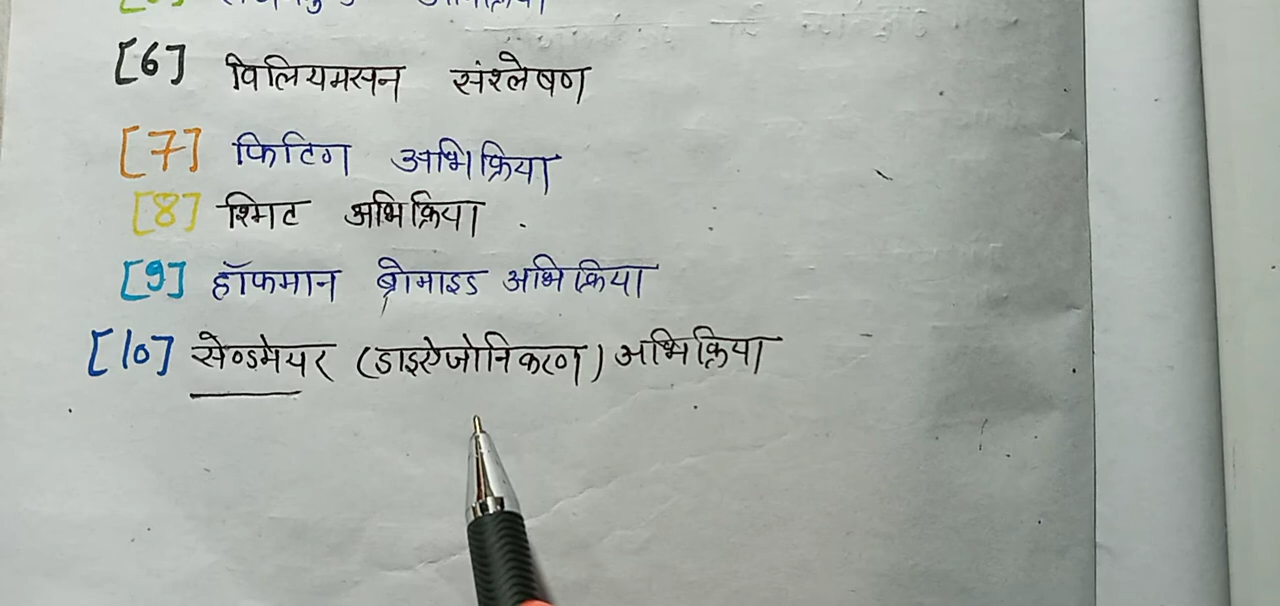 [6] विलियमसन संश्लेषण
[7] फिटिग अभिक्रिया
[8] श्मिट अभिक्रिया .
[9] हॉफमान ब्रोमाइड अभिक्रिया
[10] सेण्डमेयर (डाइऐजोनिकरण) अभिक्रिया